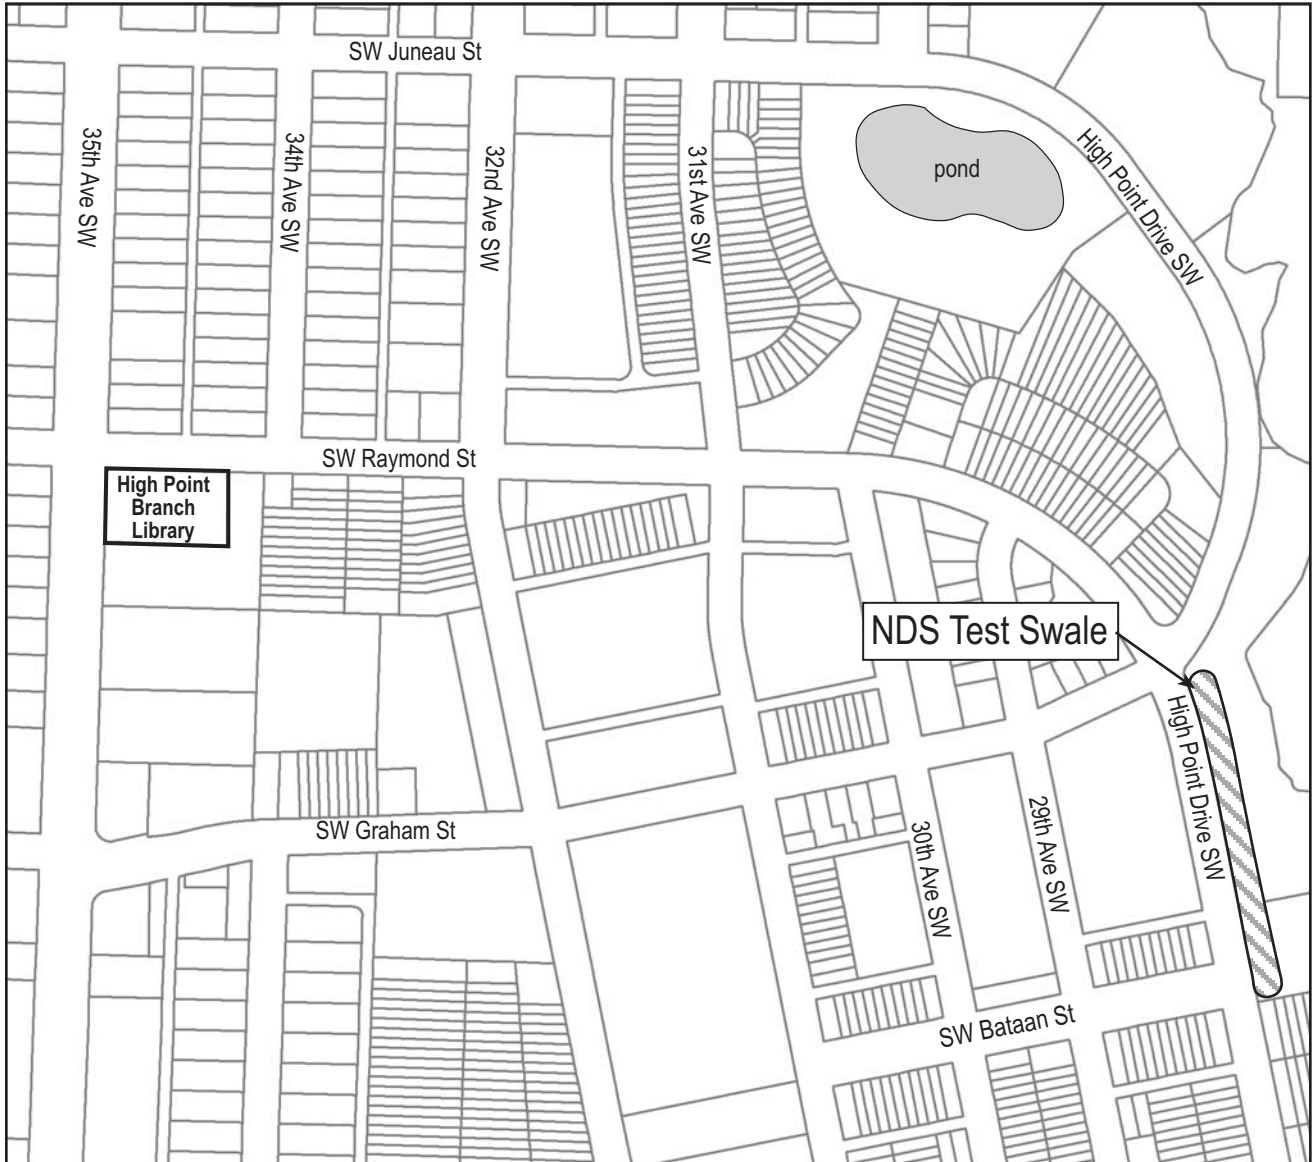 SW Juneau St
35th Ave SW
34th Ave SW
32nd Ave SW
31st Ave SW
pond
High Point Drive SW
SW Raymond St
High Point
Branch
Library
NDS Test Swale
High Point Drive SW
SW Graham St
30th Ave SW
29th Ave SW
SW Bataan St